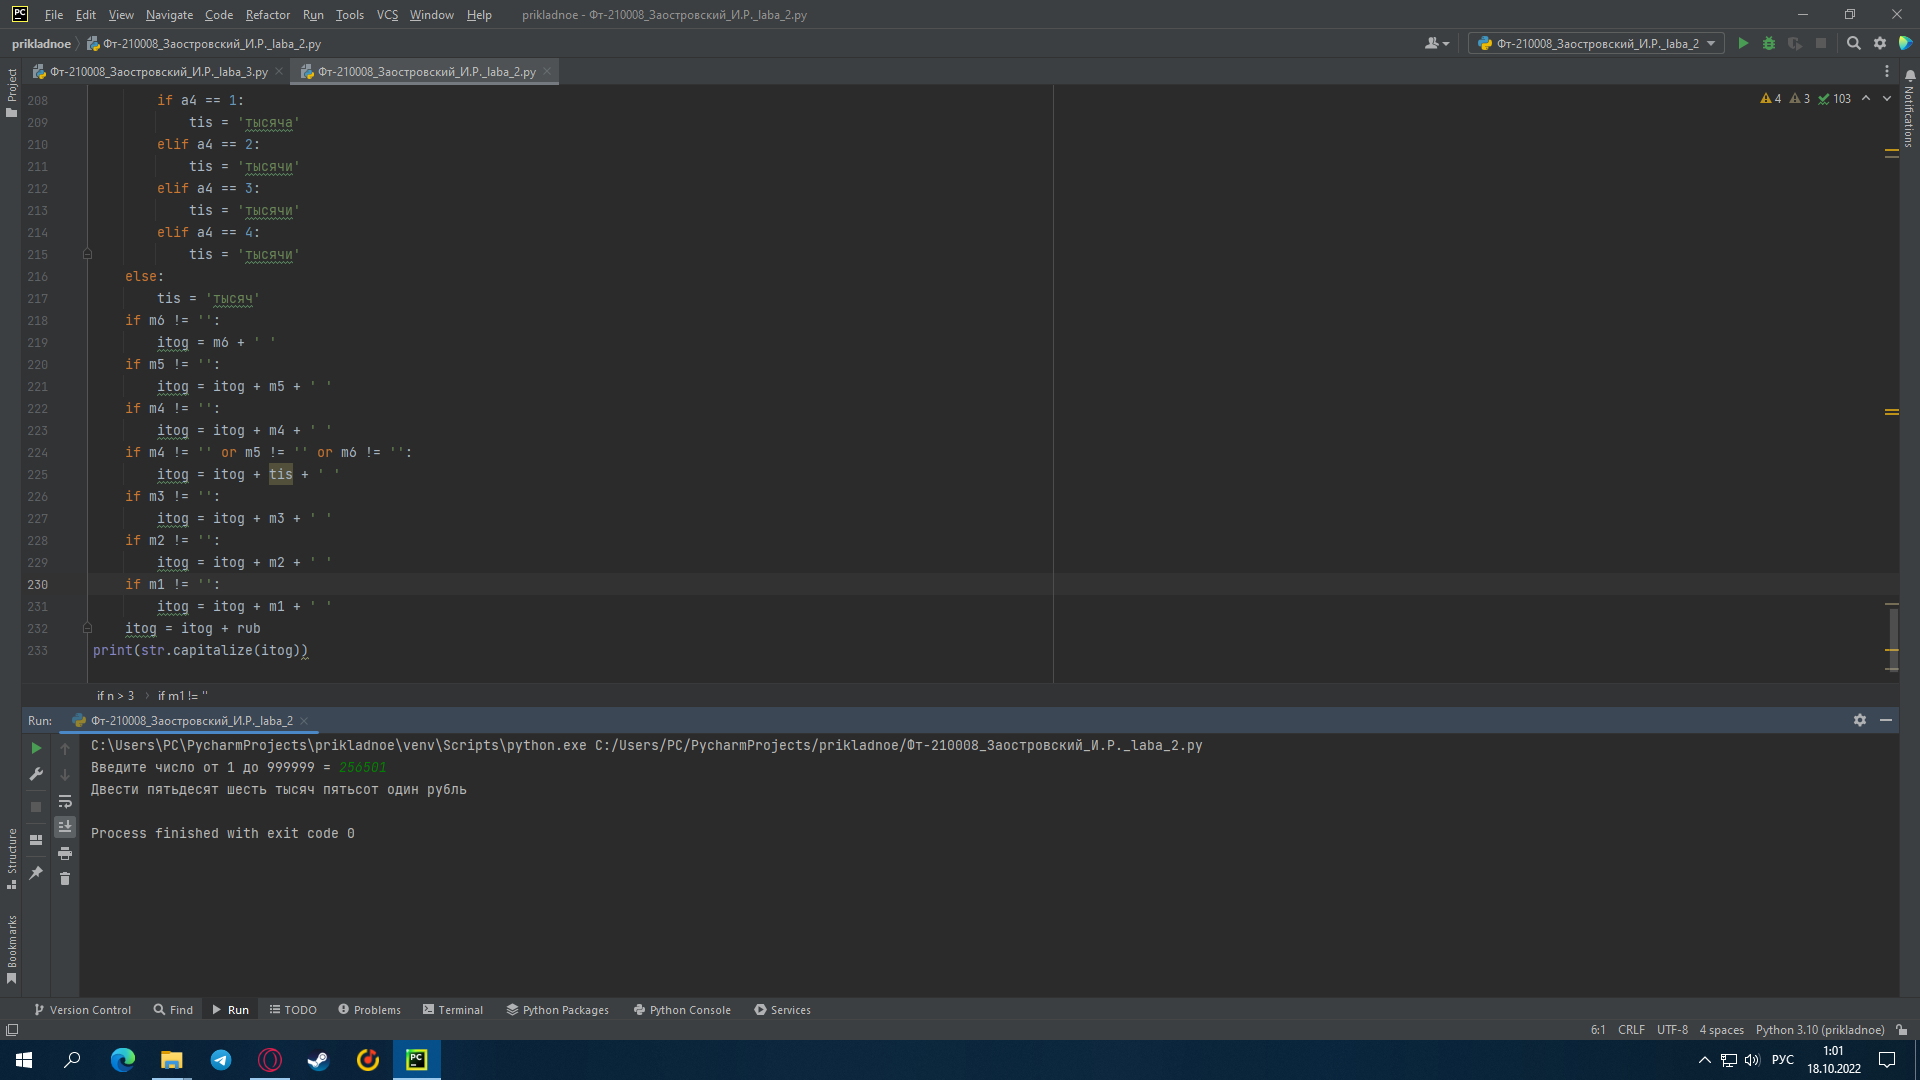 PC File Edit View Navigate Code Refactor Run Tools VCS Window Help prikladnoe - Фт-210008_Заостровский_И.Р._laba_2.py
prikladnoe Фт-210008_Заостровский_И.Р._laba_2.py Фт-210008_Заостровский_И.Р._laba_2
Project Фт-210008_Заостровский_И.Р._laba_3.py Фт-210008_Заостровский_И.Р._laba_2.py
4 3 103
Notifications
208 if a4 == 1:
209 tis = 'тысяча'
210 elif a4 == 2:
211 tis = 'тысячи'
212 elif a4 == 3:
213 tis = 'тысячи'
214 elif a4 == 4:
215 tis = 'тысячи'
216 else:
217 tis = 'тысяч'
218 if m6 != '':
219 itog = m6 + ' '
220 if m5 != '':
221 itog = itog + m5 + ' '
222 if m4 != '':
223 itog = itog + m4 + ' '
224 if m4 != '' or m5 != '' or m6 != '':
225 itog = itog + tis + ' '
226 if m3 != '':
227 itog = itog + m3 + ' '
228 if m2 != '':
229 itog = itog + m2 + ' '
230 if m1 != '':
231 itog = itog + m1 + ' '
232 itog = itog + rub
233 print(str.capitalize(itog))
if n > 3 if m1 != ''
Run: Фт-210008_Заостровский_И.Р._laba_2
C:\Users\PC\PycharmProjects\prikladnoe\venv\Scripts\python.exe C:/Users/PC/PycharmProjects/prikladnoe/Фт-210008_Заостровский_И.Р._laba_2.py
Введите число от 1 до 999999 = 256501
Двести пятьдесят шесть тысяч пятьсот один рубль
Process finished with exit code 0
Structure
Bookmarks
Version Control Find Run TODO Problems Terminal Python Packages Python Console Services
6:1 CRLF UTF-8 4 spaces Python 3.10 (prikladnoe)
PC РУС 1:01
18.10.2022